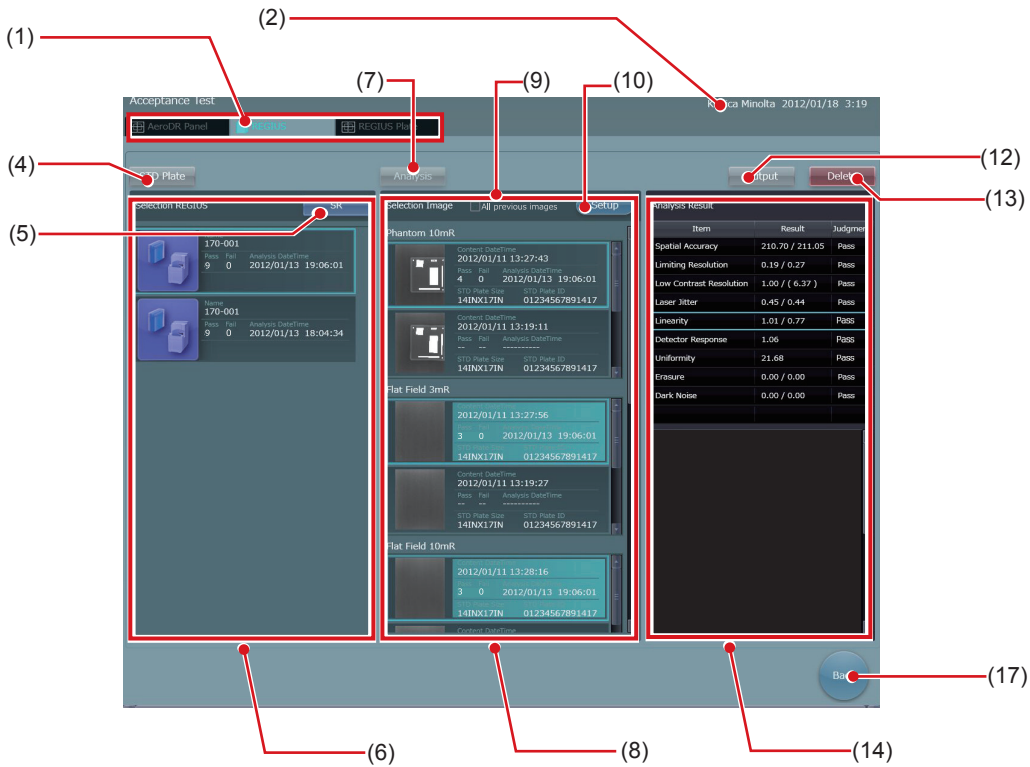 (2)
(1)
(7)
(9)
(10)
Acceptance Test
Minolta 2012/01/18 3:19
AeroDR Panel
REGIUS
REGIUS
(4)
(12)
STD Plate
Analysis
(13)
(5)
Selection REGIUS
SR
Selection Image
All previous images
Setup
Analysis Result
Name
170-001
Pass Fail Analysis DateTime
9 0 2012/01/13 19:06:01
Name
170-001
Pass Fail Analysis DateTime
9 0 2012/01/13 18:04:34
Phantom 10mR
Content DateTime
2012/01/11 13:27:43
Pass Fail Analysis DateTime
4 0 2012/01/13 19:06:01
STD Plate Size STD Plate ID
14INX17IN 01234567891417
Content DateTime
2012/01/11 13:19:11
Pass Fail Analysis DateTime
-- -- ----------
STD Plate Size STD Plate ID
14INX17IN 01234567891417
Flat Field 3mR
2012/01/11 13:27:56
3 0 2012/01/13 19:06:01
14INX17IN 01234567891417
Content DateTime
2012/01/11 13:19:27
Pass Fail Analysis DateTime
-- -- ----------
STD Plate Size STD Plate ID
14INX17IN 01234567891417
Flat Field 10mR
2012/01/11 13:28:16
3 0 2012/01/13 19:06:01
14INX17IN 01234567891417
Content DateTime
Item Result Judgmen
Spatial Accuracy 210.70 / 211.05 Pass
Limiting Resolution 0.19 / 0.27 Pass
Low Contrast Resolution 1.00 / ( 6.37 ) Pass
Laser Jitter 0.45 / 0.44 Pass
Linearity 1.01 / 0.77 Pass
Detector Response 1.06 Pass
Uniformity 21.68 Pass
Erasure 0.00 / 0.00 Pass
Dark Noise 0.00 / 0.00 Pass
(17)
(6)
(8)
(14)